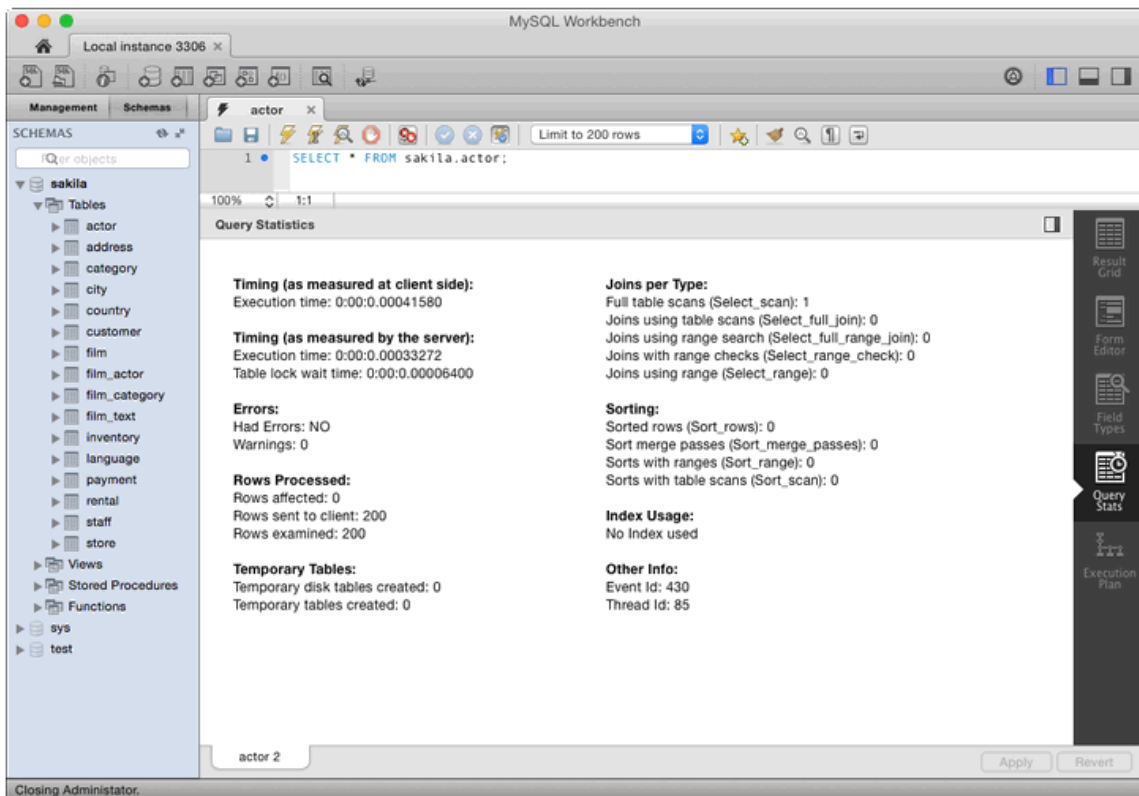 MySQL Workbench
Local instance 3306
Management Schemas
actor
SCHEMAS
Limit to 200 rows
er objects
1 SELECT * FROM sakila.actor;
sakila
Tables
actor
address
category
city
country
customer
film
film_actor
film_category
film_text
inventory
language
payment
rental
staff
store
Views
Stored Procedures
Functions
sys
test
100% 1:1
Query Statistics
Timing (as measured at client side):
Execution time: 0:00:0.00041580
Timing (as measured by the server):
Execution time: 0:00:0.00033272
Table lock wait time: 0:00:0.00006400
Errors:
Had Errors: NO
Warnings: 0
Rows Processed:
Rows affected: 0
Rows sent to client: 200
Rows examined: 200
Temporary Tables:
Temporary disk tables created: 0
Temporary tables created: 0
Joins per Type:
Full table scans (Select_scan): 1
Joins using table scans (Select_full_join): 0
Joins using range search (Select_full_range_join): 0
Joins with range checks (Select_range_check): 0
Joins using range (Select_range): 0
Sorting:
Sorted rows (Sort_rows): 0
Sort merge passes (Sort_merge_passes): 0
Sorts with ranges (Sort_range): 0
Sorts with table scans (Sort_scan): 0
Index Usage:
No Index used
Other Info:
Event Id: 430
Thread Id: 85
Result
Grid
Form
Editor
Field
Types
Query
Stats
Execution
Plan
actor 2
Apply Revert
Closing Administator.